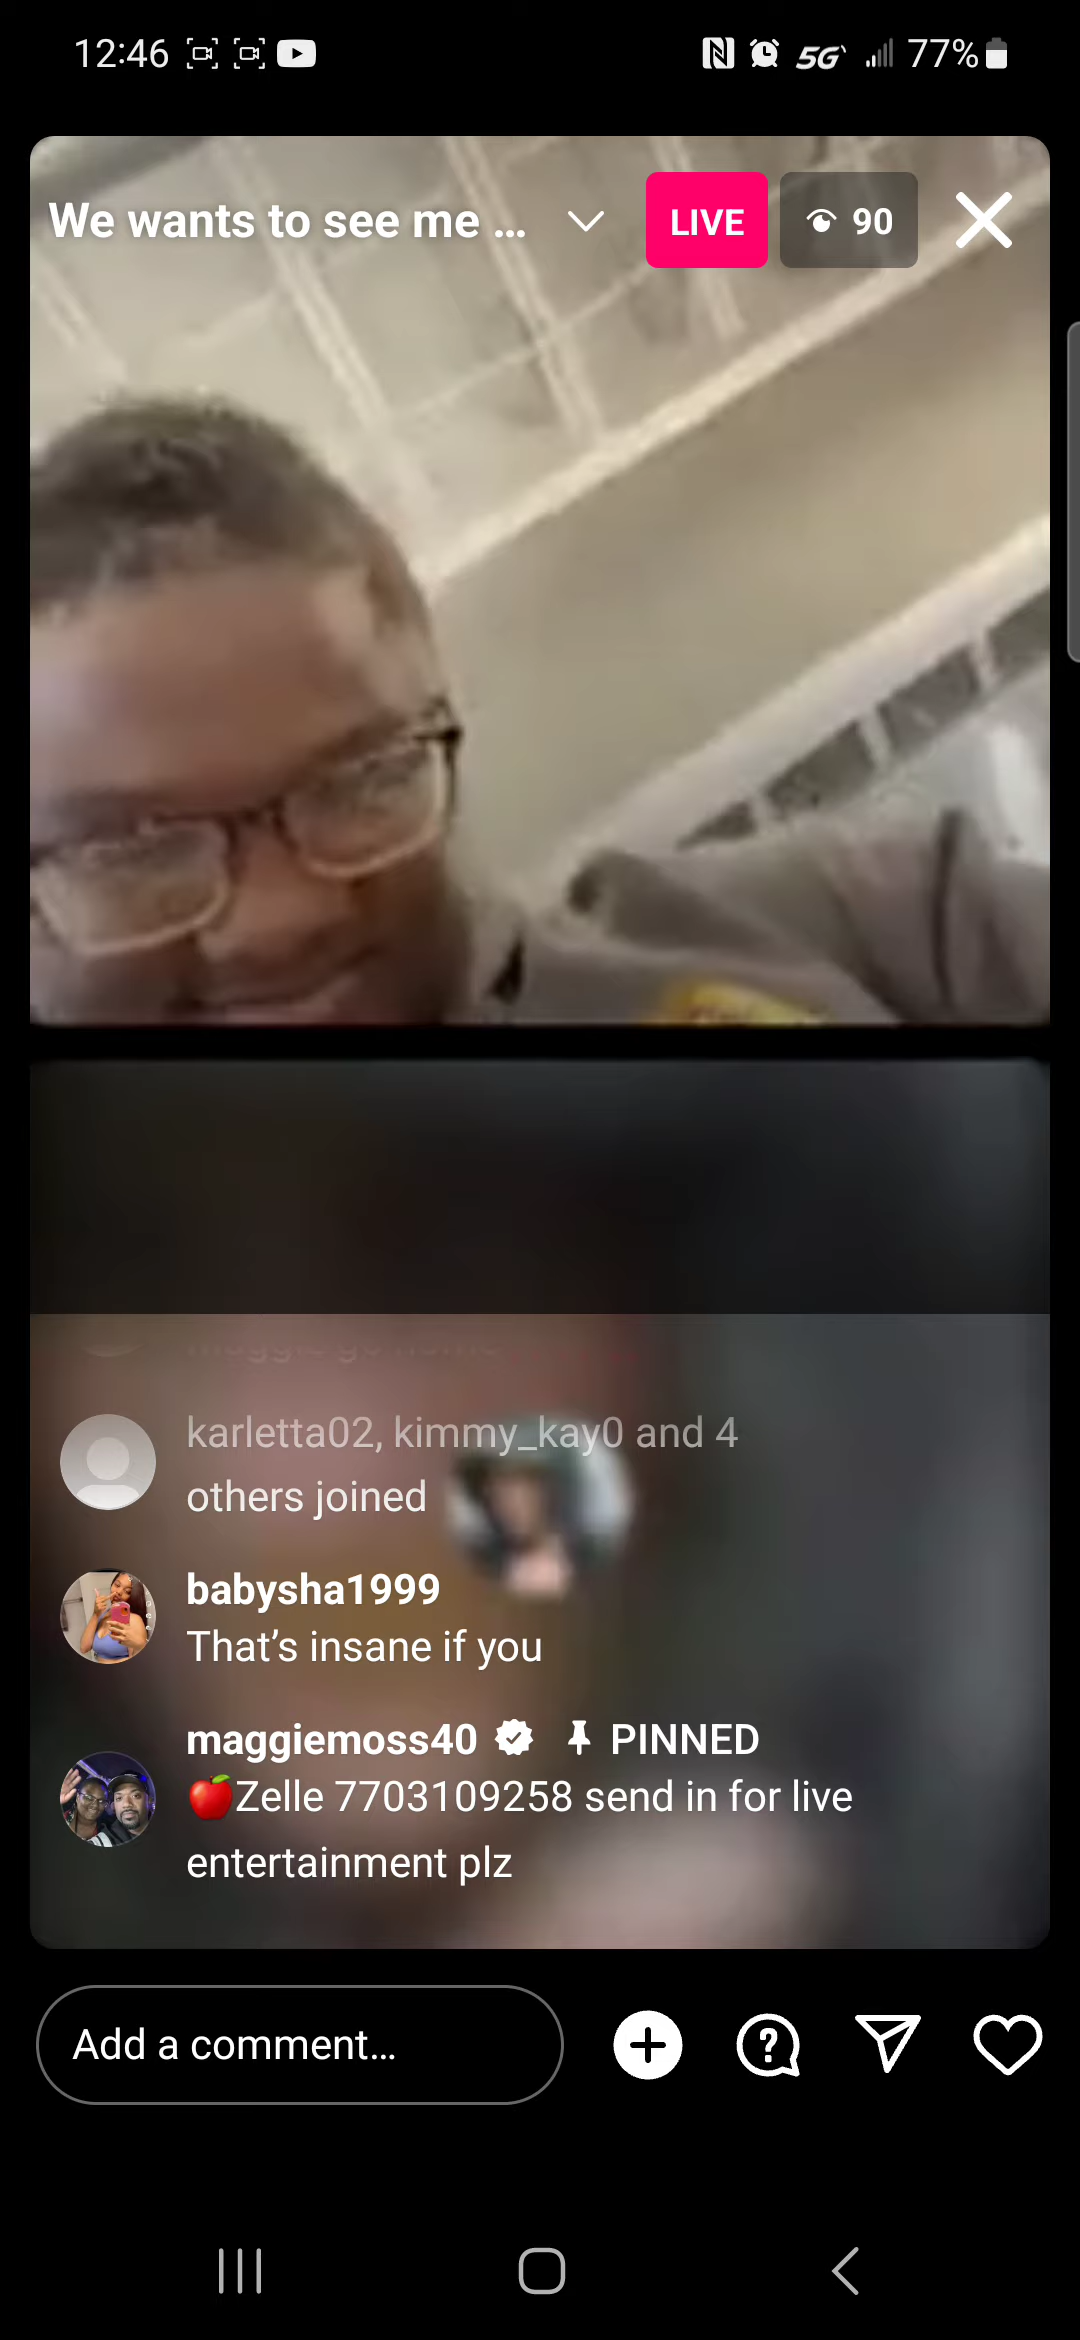 12:46
5G 77%
We wants to see me ...
LIVE
90
karletta02, kimmy_kay0 and 4
others joined
babysha1999
That’s insane if you
maggiemoss40 PINNED
🍎Zelle 7703109258 send in for live
entertainment plz
Add a comment...